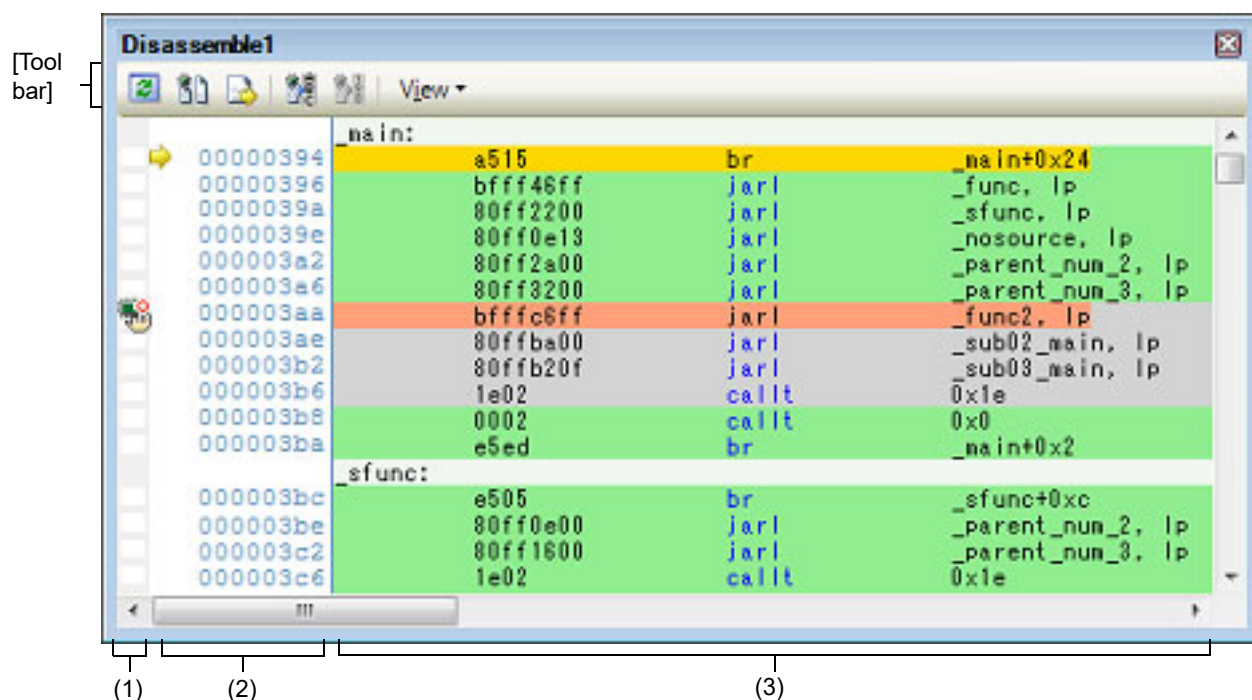 Disassemble1
[Tool bar]
View
_main:
00000394 a515 br _main+0x24
00000396 bfff46ff jarl _func, lp
0000039a 80ff2200 jarl _sfunc, lp
0000039e 80ff0e13 jarl _nosource, lp
000003a2 80ff2a00 jarl _parent_num_2, lp
000003a6 80ff3200 jarl _parent_num_3, lp
000003aa bfffc6ff jarl _func2, lp
000003ae 80ffba00 jarl _sub02_main, lp
000003b2 80ffb20f jarl _sub03_main, lp
000003b6 1e02 callt 0x1e
000003b8 0002 callt 0x0
000003ba e5ed br _main+0x2
_sfunc:
000003bc e505 br _sfunc+0xc
000003be 80ff0e00 jarl _parent_num_2, lp
000003c2 80ff1600 jarl _parent_num_3, lp
000003c6 1e02 callt 0x1e
(1) (2) (3)